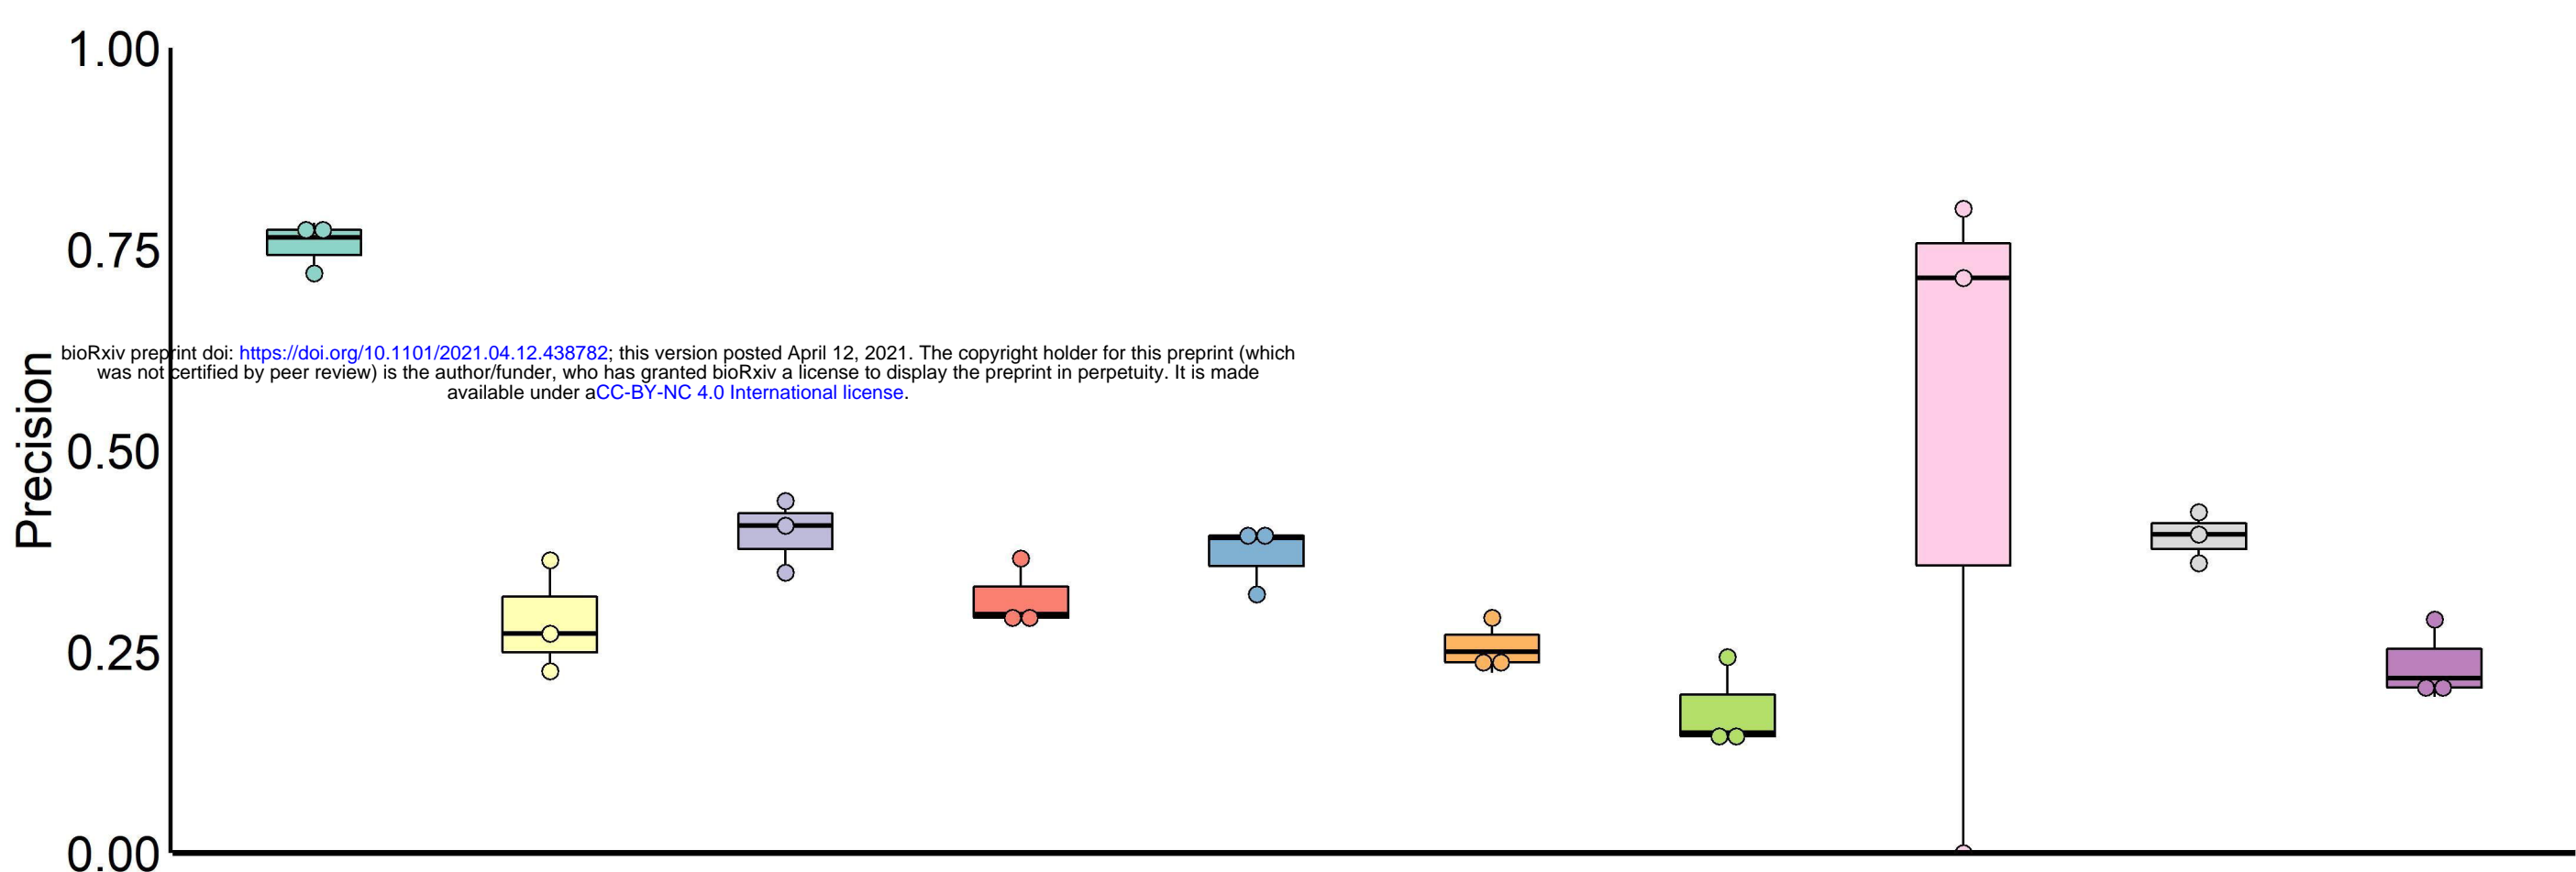 1.00
0.75
bioRxiv preprint doi: https://doi.org/10.1101/2021.04.12.438782; this version posted April 12, 2021. The copyright holder for this preprint (which
was not certified by peer review) is the author/funder, who has granted bioRxiv a license to display the preprint in perpetuity. It is made
available under aCC-BY-NC 4.0 International license.
Precision
0.50
0.25
0.00